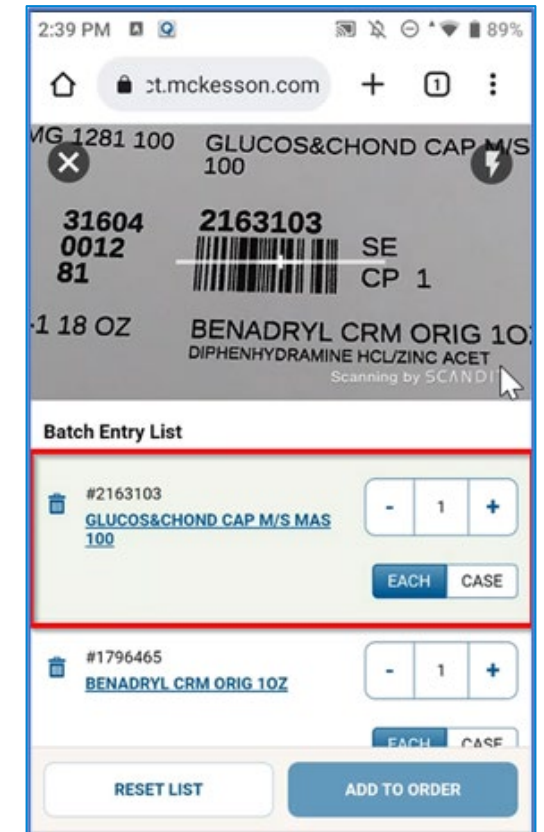 2:39 PM 89%
ct.mckesson.com + 1
MG 1281 100 GLUCOS&CHOND CAP M/S
100
31604 2163103
0012 SE
81 CP 1
1 18 OZ BENADRYL CRM ORIG 1O
DIPHENHYDRAMINE HCL/ZINC ACET
Scanning by SCANDI
Batch Entry List
#2163103
GLUCOS&CHOND CAP M/S MAS
100
- 1 +
EACH CASE
#1796465
BENADRYL CRM ORIG 1OZ
- 1 +
EACH CASE
RESET LIST ADD TO ORDER